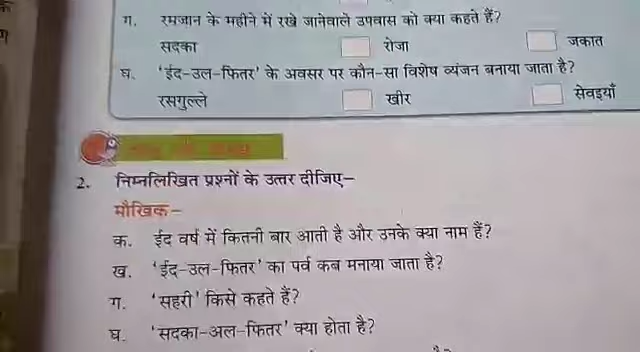 ग. रमजान के महीने में रखे जानेवाले उपवास को क्या कहते हैं?
सदका रोजा जकात
घ. 'ईद-उल-फितर' के अवसर पर कौन-सा विशेष व्यंजन बनाया जाता है?
रसगुल्ले खीर सेवइयाँ
2. निम्नलिखित प्रश्नों के उत्तर दीजिए—
मौखिक—
क. ईद वर्ष में कितनी बार आती है और उनके क्या नाम हैं?
ख. 'ईद-उल-फितर' का पर्व कब मनाया जाता है?
ग. 'सहरी' किसे कहते हैं?
घ. 'सदका-अल-फितर' क्या होता है?